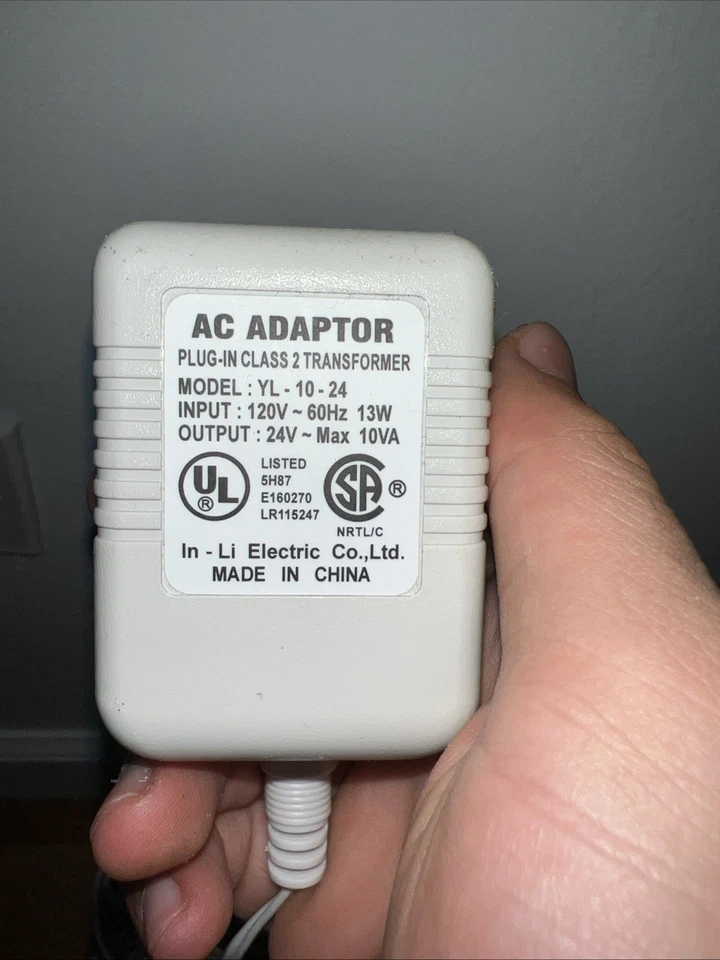 AC ADAPTOR
PLUG-IN CLASS 2 TRANSFORMER
MODEL : YL - 10 - 24
INPUT : 120V ~ 60Hz 13W
OUTPUT : 24V ~ Max 10VA
UL ®
LISTED
5H87
E160270
LR115247
SA ®
NRTL/C
In - Li Electric Co.,Ltd.
MADE IN CHINA